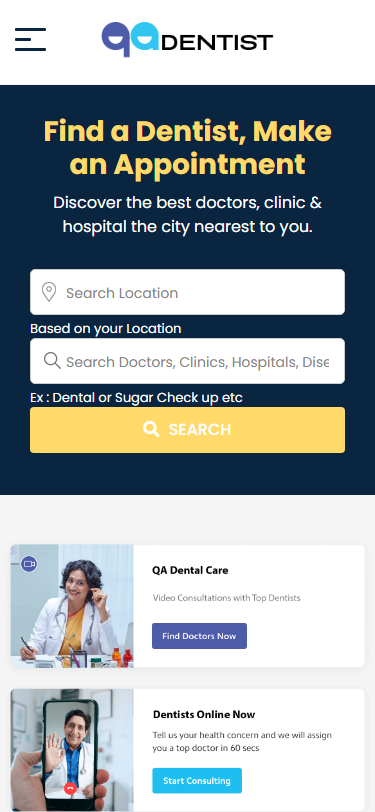 qa DENTIST
Find a Dentist, Make
an Appointment
Discover the best doctors, clinic &
hospital the city nearest to you.
Search Location
Based on your Location
Search Doctors, Clinics, Hospitals, Dise
Ex : Dental or Sugar Check up etc
SEARCH
QA Dental Care
Video Consultations with Top Dentists
Find Doctors Now
Dentists Online Now
Tell us your health concern and we will assign
you a top doctor in 60 secs
Start Consulting